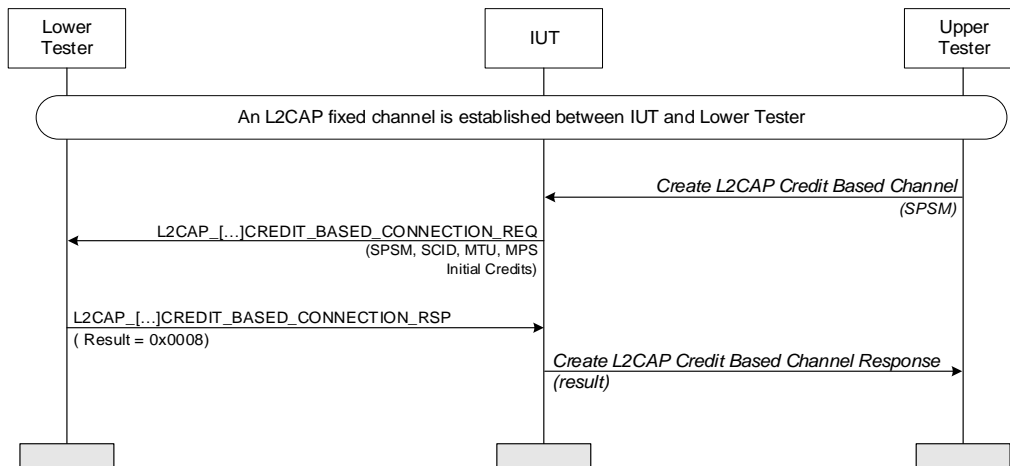 Lower
Tester
IUT
Upper
Tester
An L2CAP fixed channel is established between IUT and Lower Tester
Create L2CAP Credit Based Channel
(SPSM)
L2CAP_[…]CREDIT_BASED_CONNECTION_REQ
(SPSM, SCID, MTU, MPS
Initial Credits)
L2CAP_[…]CREDIT_BASED_CONNECTION_RSP
( Result = 0x0008)
Create L2CAP Credit Based Channel Response
(result)